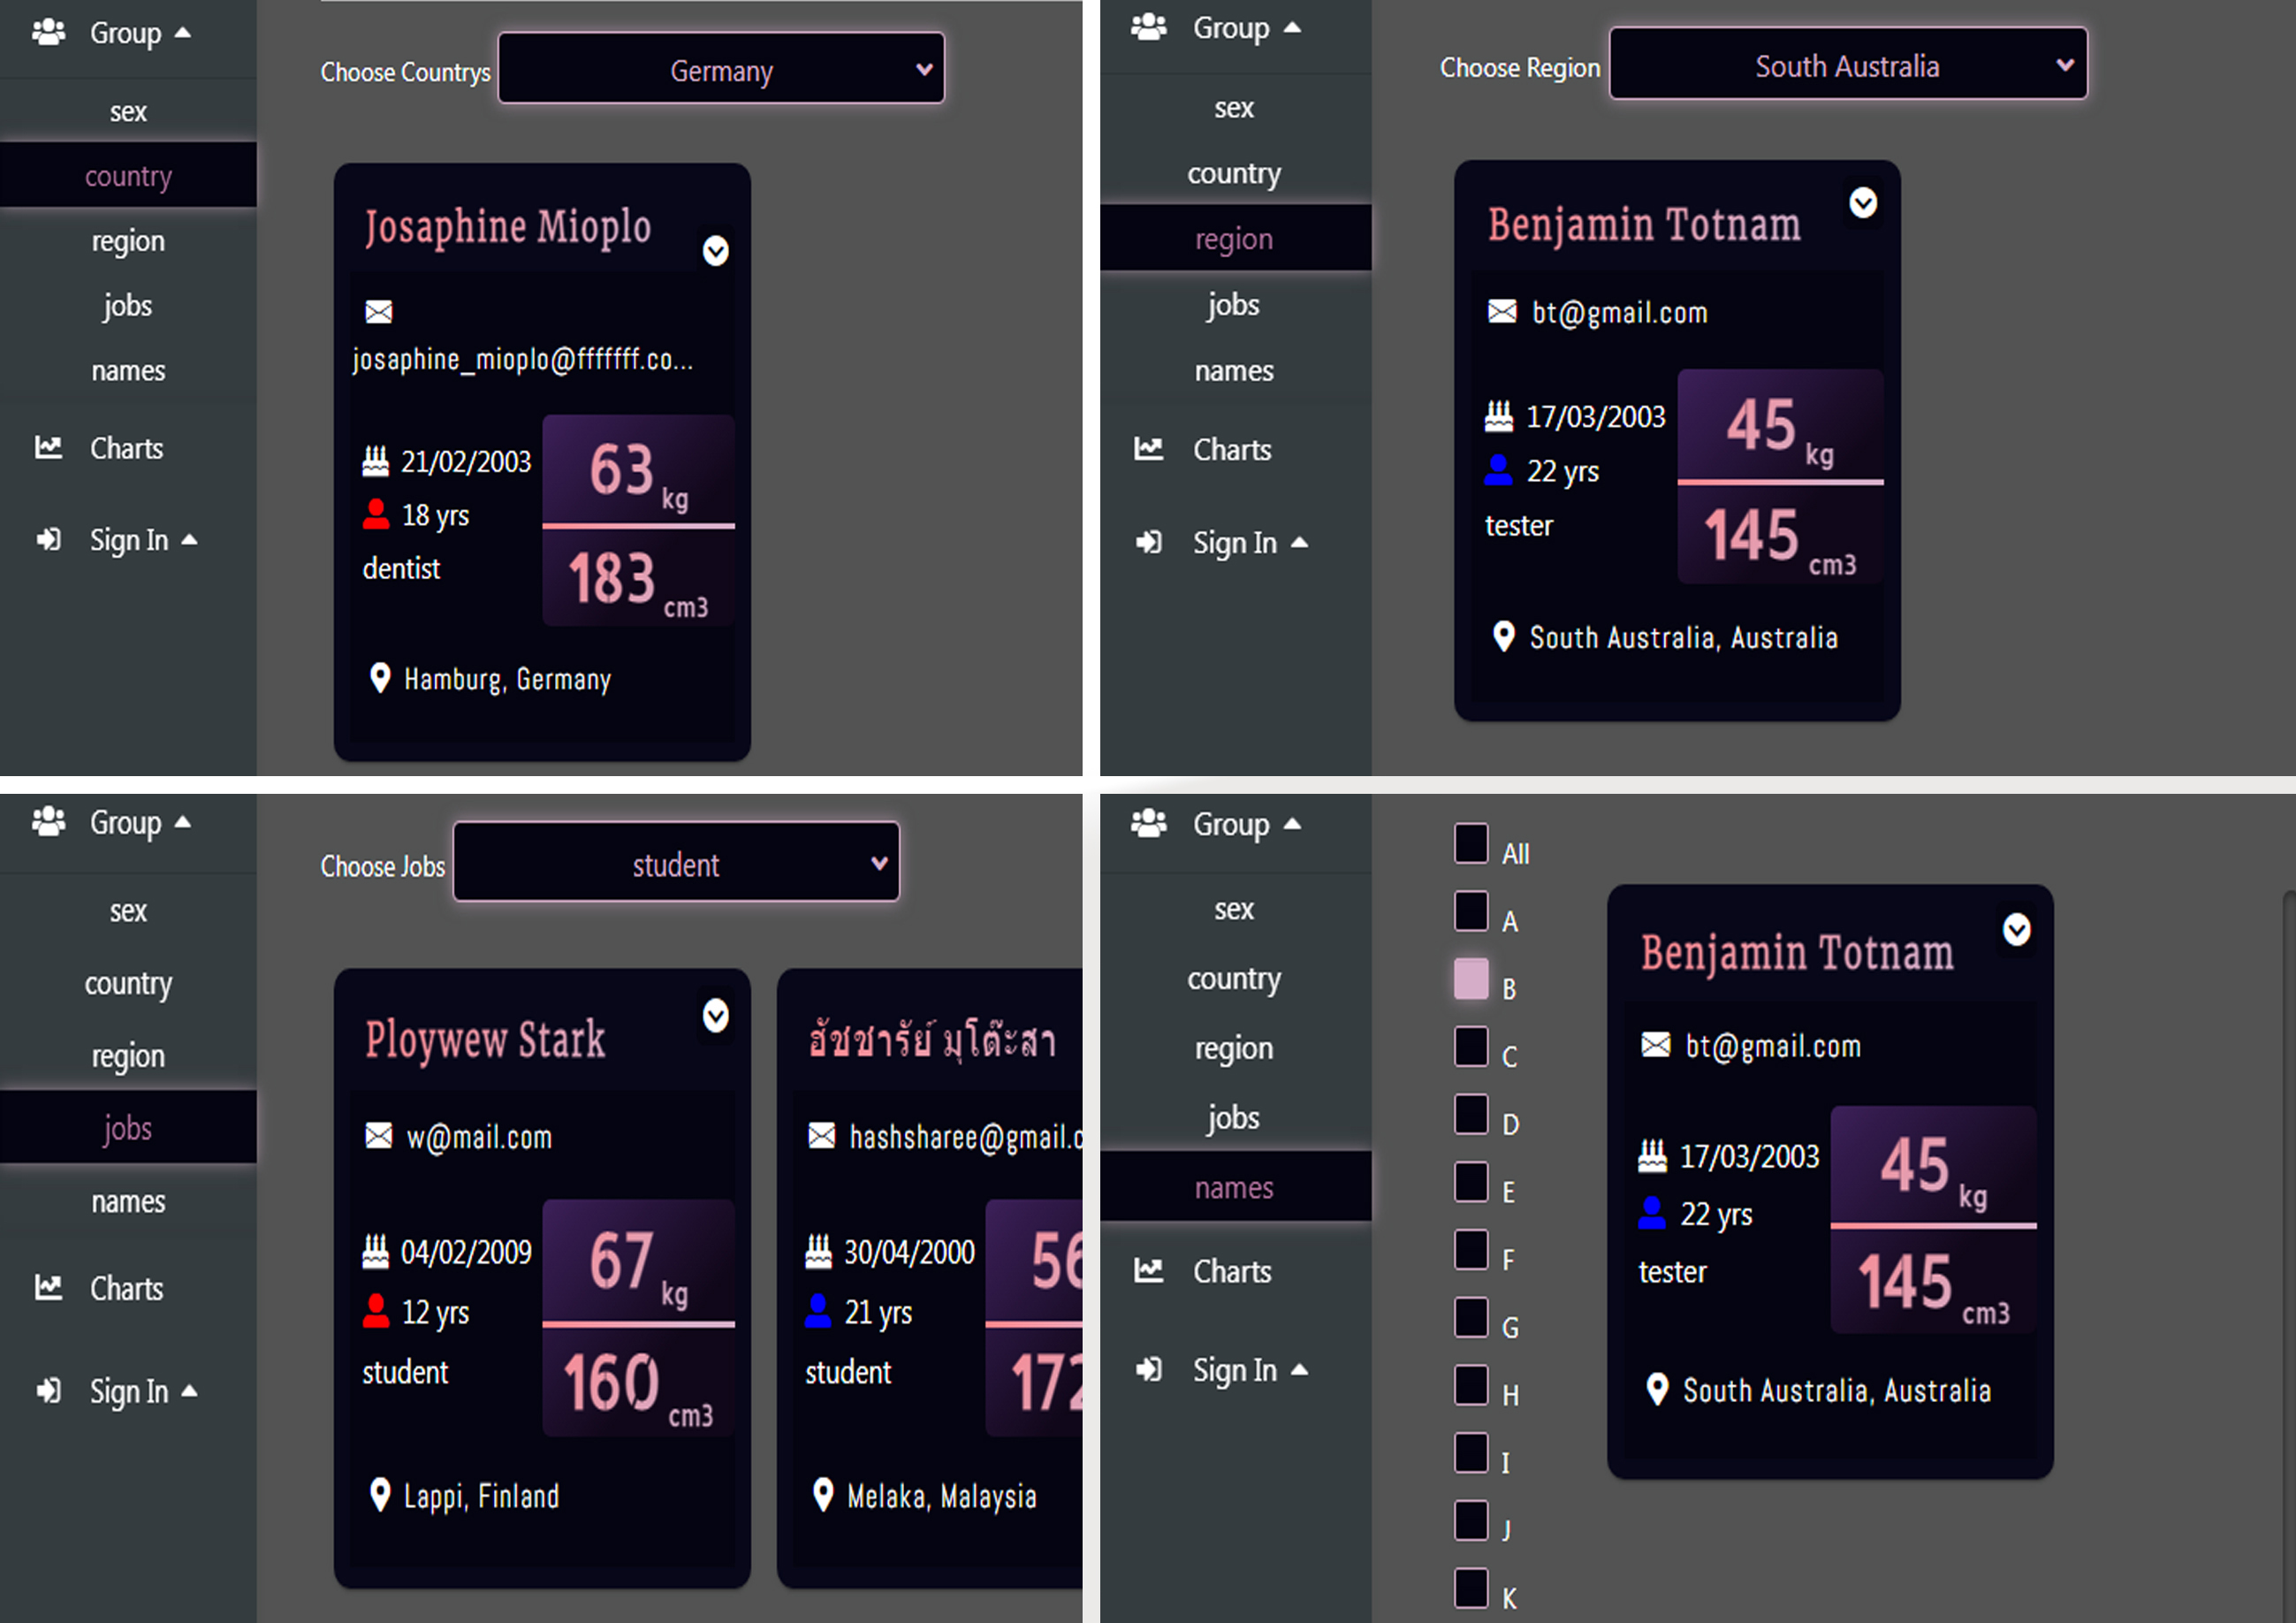 Group
sex
country
region
jobs
names
Charts
Sign In
Choose Countrys
Germany
Josaphine Mioplo
josaphine_mioplo@fffffff.co...
21/02/2003
18 yrs
dentist
63 kg
183 cm3
Hamburg, Germany
Group
sex
country
region
jobs
names
Charts
Sign In
Choose Region
South Australia
Benjamin Totnam
bt@gmail.com
17/03/2003
22 yrs
tester
45 kg
145 cm3
South Australia, Australia
Group
sex
country
region
jobs
names
Charts
Sign In
Choose Jobs
student
Ploywew Stark
w@mail.com
04/02/2009
12 yrs
student
67 kg
160 cm3
Lappi, Finland
ฮัชชารัย์ มุโต๊ะสา
hashsharee@gmail.c
30/04/2000
21 yrs
student
56
172
Melaka, Malaysia
Group
sex
country
region
jobs
names
Charts
Sign In
All
A
B
C
D
E
F
G
H
I
J
K
Benjamin Totnam
bt@gmail.com
17/03/2003
22 yrs
tester
45 kg
145 cm3
South Australia, Australia